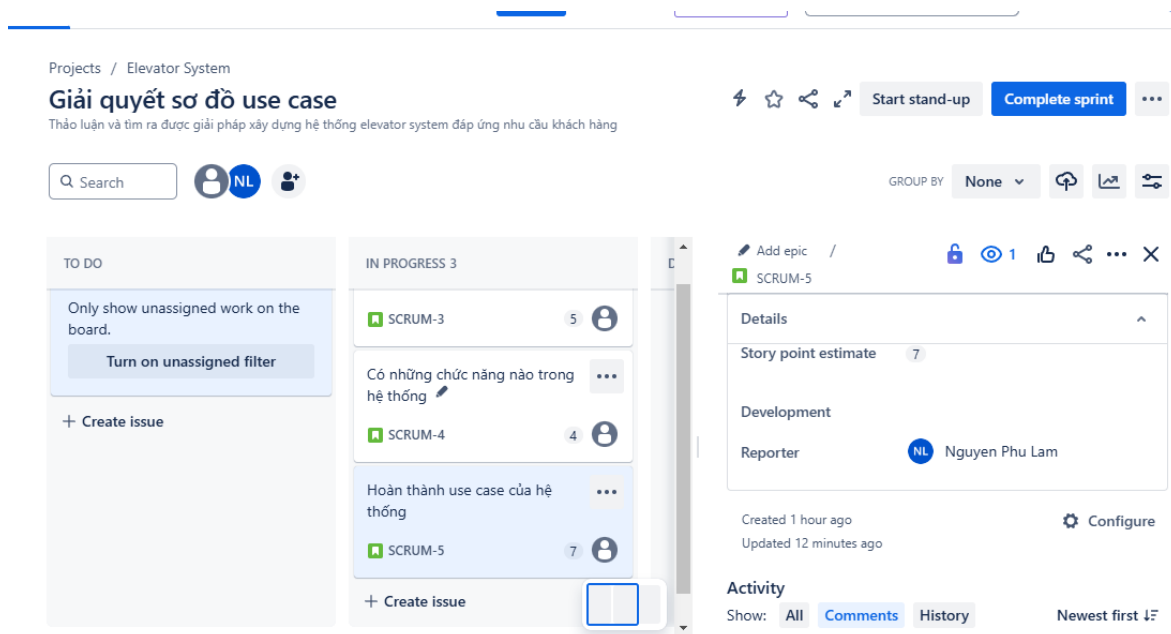 Projects / Elevator System
Giải quyết sơ đồ use case
Thảo luận và tìm ra được giải pháp xây dựng hệ thống elevator system đáp ứng nhu cầu khách hàng
Start stand-up
Complete sprint
Search
NL
GROUP BY None
TO DO
Only show unassigned work on the
board.
Turn on unassigned filter
+ Create issue
IN PROGRESS 3
SCRUM-3 5
Có những chức năng nào trong
hệ thống
SCRUM-4 4
Hoàn thành use case của hệ
thống
SCRUM-5 7
+ Create issue
D
Add epic /
1
SCRUM-5
Details
Story point estimate 7
Development
Reporter NL Nguyen Phu Lam
Created 1 hour ago
Configure
Updated 12 minutes ago
Activity
Show: All Comments History Newest first